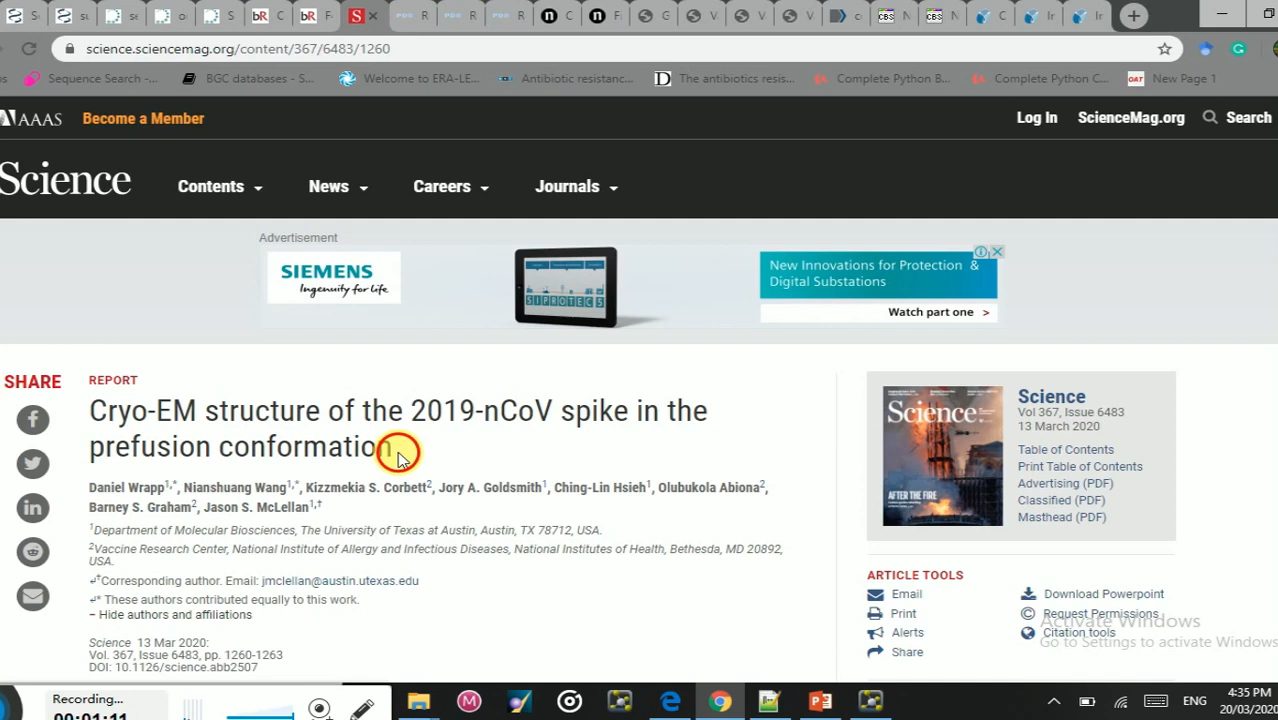 science.sciencemag.org/content/367/6483/1260
Sequence Search -...
BGC databases - S...
Welcome to ERA-LE...
Antibiotic resistanc...
The antibiotics resis...
Complete Python B...
Complete Python C...
New Page 1
AAAS
Become a Member
Log In
ScienceMag.org
Search
Science
Contents
News
Careers
Journals
Advertisement
SIEMENS
Ingenuity for life
SIPROTEC5
New Innovations for Protection &
Digital Substations
Watch part one >
SHARE
REPORT
Cryo-EM structure of the 2019-nCoV spike in the
prefusion conformation
Daniel Wrapp1,*, Nianshuang Wang1,*, Kizzmekia S. Corbett2, Jory A. Goldsmith1, Ching-Lin Hsieh1, Olubukola Abiona2,
Barney S. Graham2, Jason S. McLellan1,†
1Department of Molecular Biosciences, The University of Texas at Austin, Austin, TX 78712, USA.
2Vaccine Research Center, National Institute of Allergy and Infectious Diseases, National Institutes of Health, Bethesda, MD 20892,
USA.
↵†Corresponding author. Email: jmclellan@austin.utexas.edu
↵* These authors contributed equally to this work.
– Hide authors and affiliations
Science 13 Mar 2020:
Vol. 367, Issue 6483, pp. 1260-1263
DOI: 10.1126/science.abb2507
Science
AFTER THE FIRE
Science
Vol 367, Issue 6483
13 March 2020
Table of Contents
Print Table of Contents
Advertising (PDF)
Classified (PDF)
Masthead (PDF)
ARTICLE TOOLS
Email
Download Powerpoint
Print
Request Permissions
Alerts
Citation tools
Share
Activate Windows
Go to Settings to activate Windows
Recording...
00:01:11
ENG
4:35 PM
20/03/2020